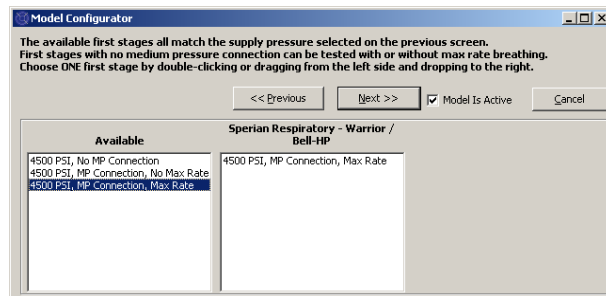 Model Configurator
The available first stages all match the supply pressure selected on the previous screen.
First stages with no medium pressure connection can be tested with or without max rate breathing.
Choose ONE first stage by double-clicking or dragging from the left side and dropping to the right.
<< Previous
Next >>
Model Is Active
Cancel
Available
Sperian Respiratory - Warrior /
Bell-HP
4500 PSI, No MP Connection
4500 PSI, MP Connection, No Max Rate
4500 PSI, MP Connection, Max Rate
4500 PSI, MP Connection, Max Rate